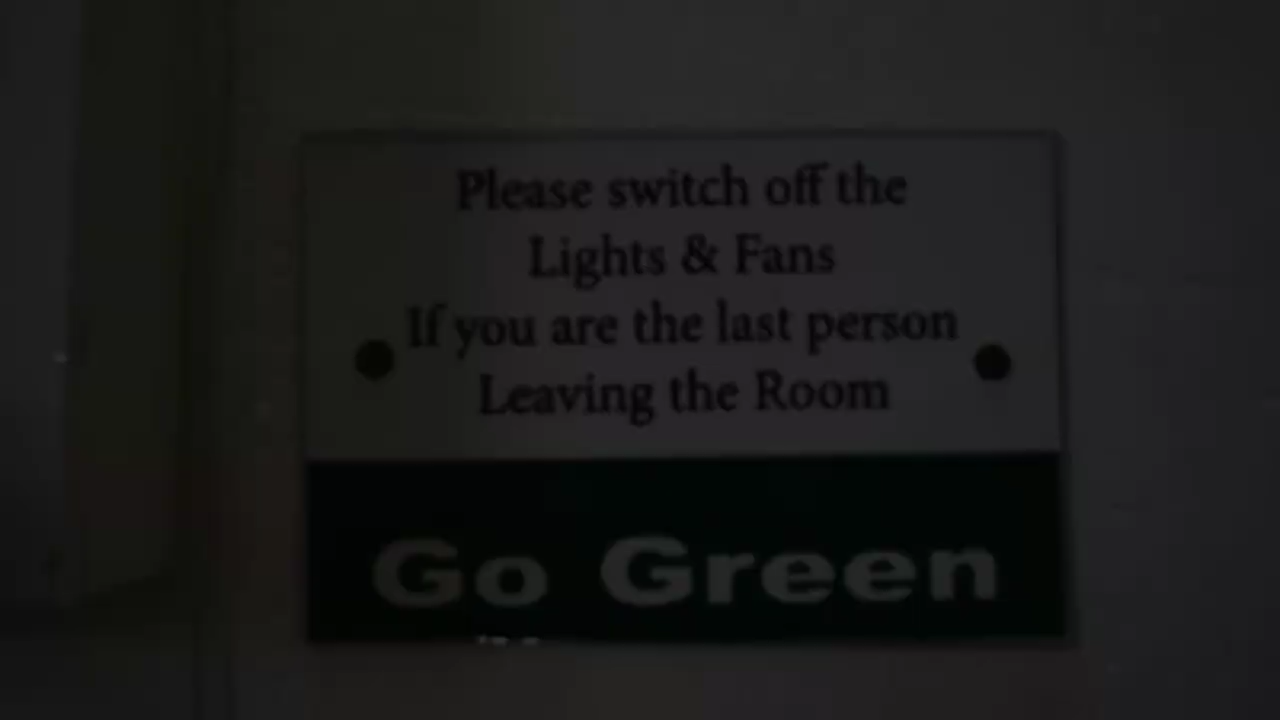 Please switch off the
Lights & Fans
If you are the last person
Leaving the Room
Go Green